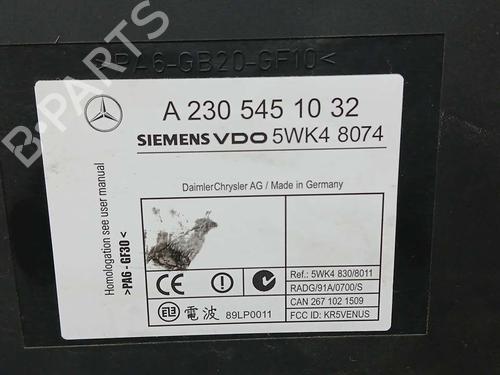 >PA6-GB20-GF10<
A 230 545 10 32
SIEMENS VDO 5WK4 8074
DaimlerChrysler AG / Made in Germany
Homologation see user manual
>PA6 - GF30<
CE
Ref.: 5WK4 830/8011
RADG/91A/0700/S
CAN 267 102 1509
FCC ID: KR5VENUS
電波 89LP0011
B-PARTS